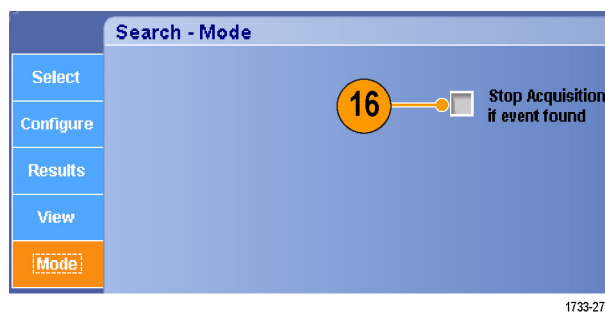 Search - Mode
Select
Configure
Results
View
Mode
16
Stop Acquisition
if event found
1733-27